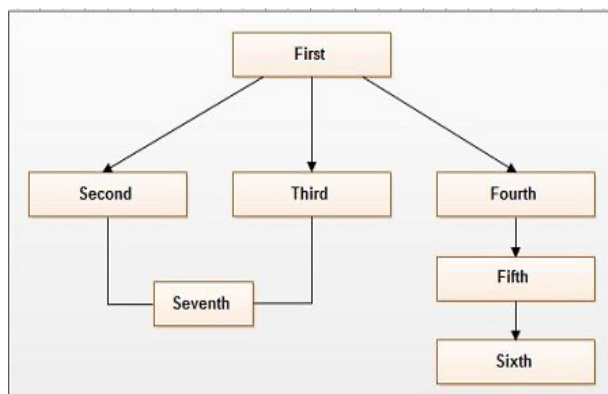 First
Second
Third
Fourth
Fifth
Seventh
Sixth